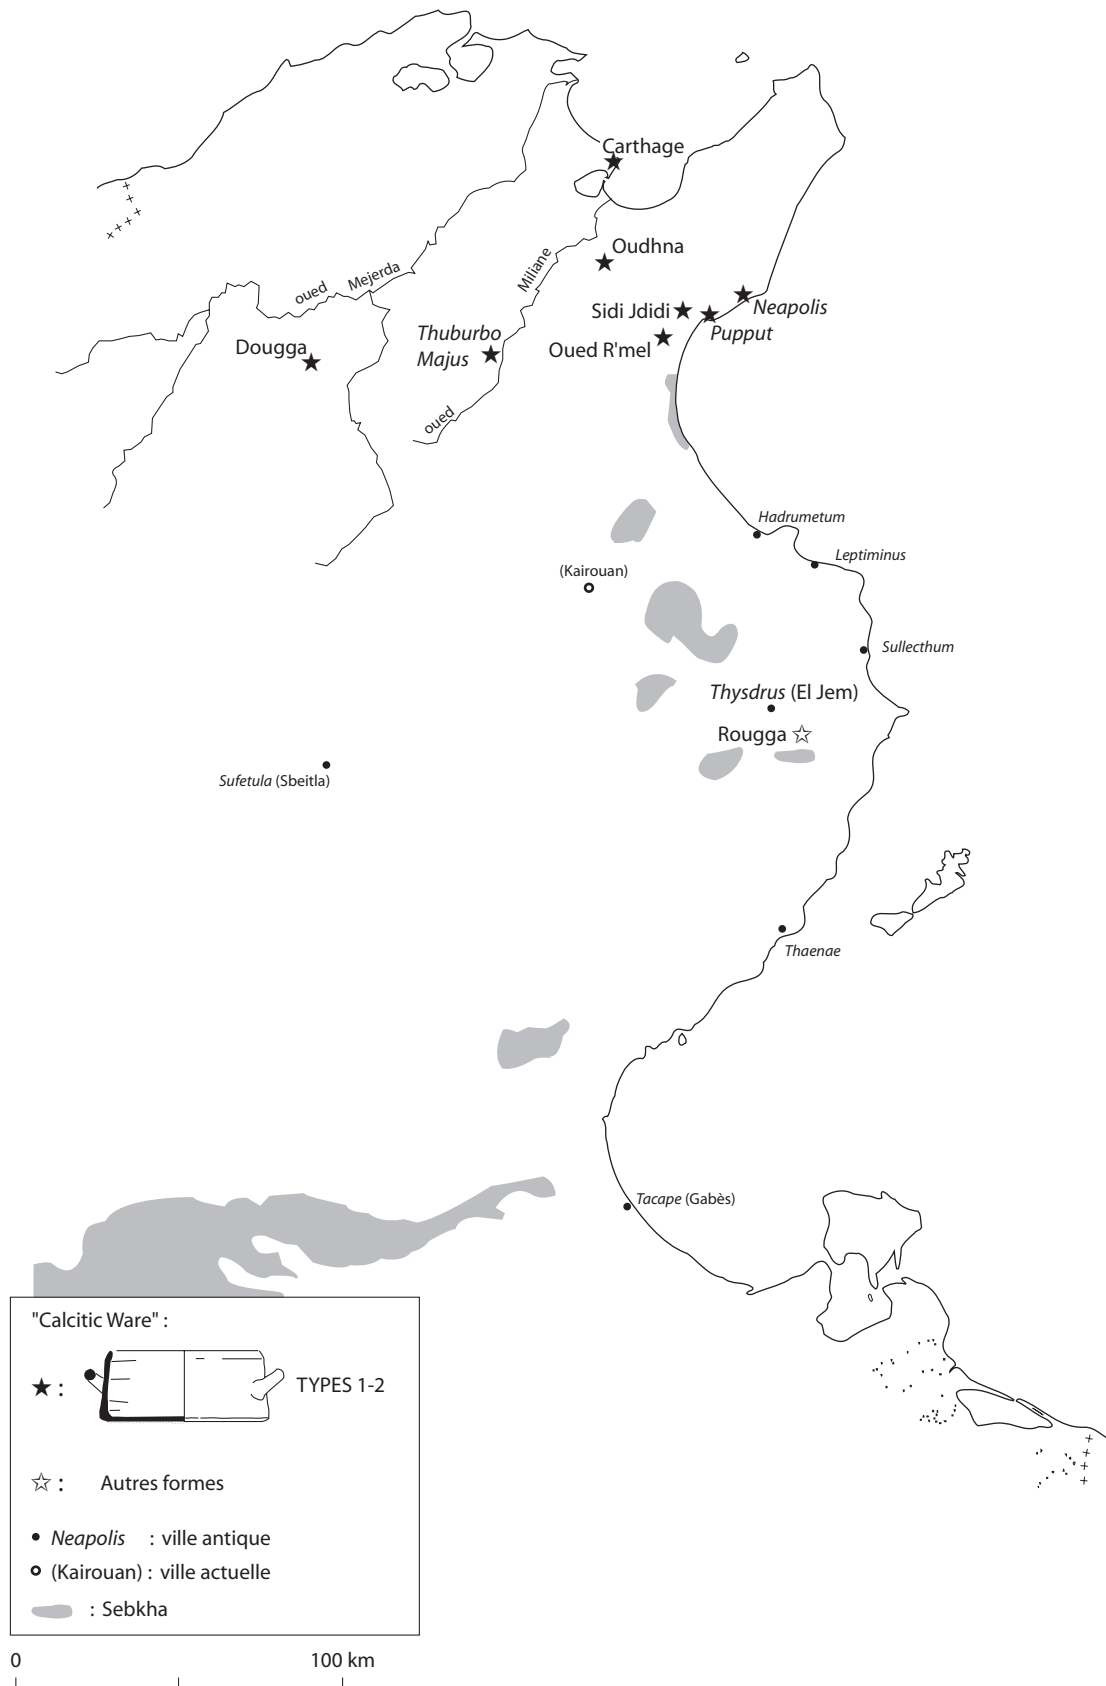 Carthage
Oudhna
Miliane
oued Mejerda
Neapolis
Sidi Jdidi
Pupput
Thuburbo
Majus
Dougga
Oued R'mel
oued
Hadrumetum
Leptiminus
(Kairouan)
Sullecthum
Thysdrus (El Jem)
Rougga
Sufetula (Sbeitla)
Thaenae
Tacape (Gabès)
"Calcitic Ware" :
: TYPES 1-2
: Autres formes
Neapolis : ville antique
(Kairouan) : ville actuelle
: Sebkha
0 100 km